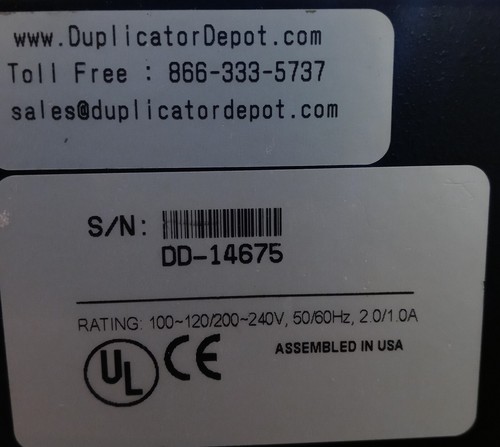 www.DuplicatorDepot.com
Toll Free : 866-333-5737
sales@duplicatordepot.com
S/N:
DD-14675
RATING: 100~120/200~240V, 50/60Hz, 2.0/1.0A
UL CE ASSEMBLED IN USA